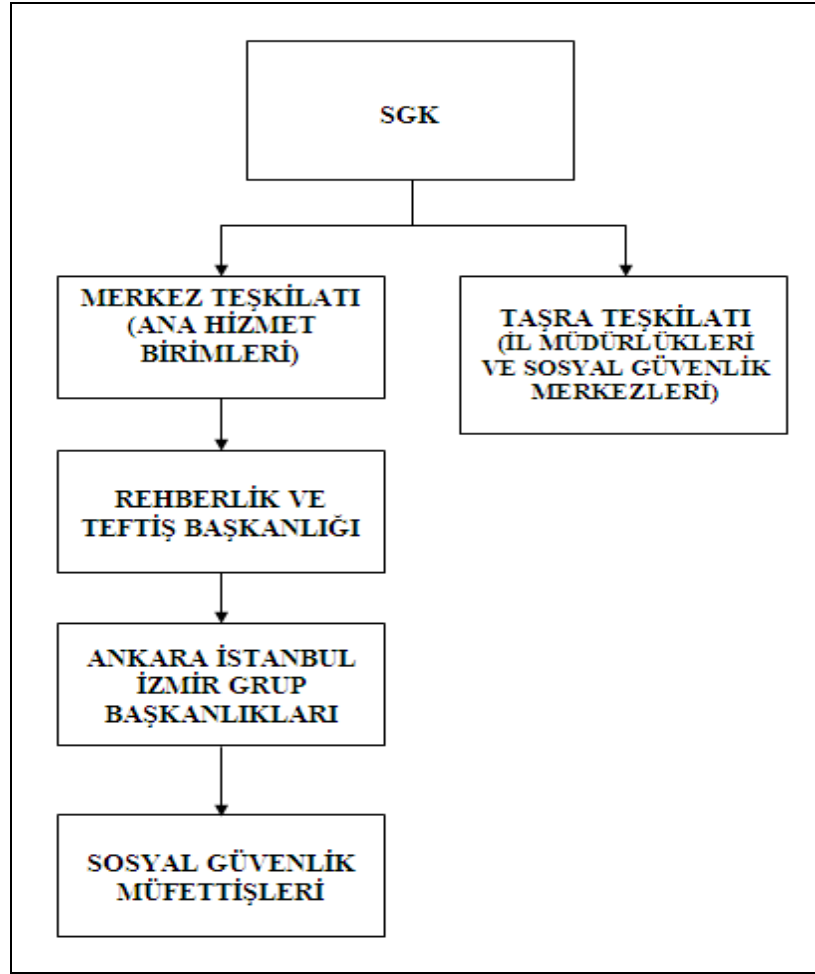 SGK
MERKEZ TEŞKİLATI
(ANA HİZMET
BİRİMLERİ)
TAŞRA TEŞKİLATI
(İL MÜDÜRLÜKLERİ
VE SOSYAL GÜVENLİK
MERKEZLERİ)
REHBERLİK VE
TEFTİŞ BAŞKANLIĞI
ANKARA İSTANBUL
İZMİR GRUP
BAŞKANLIKLARI
SOSYAL GÜVENLİK
MÜFETTİŞLERİ